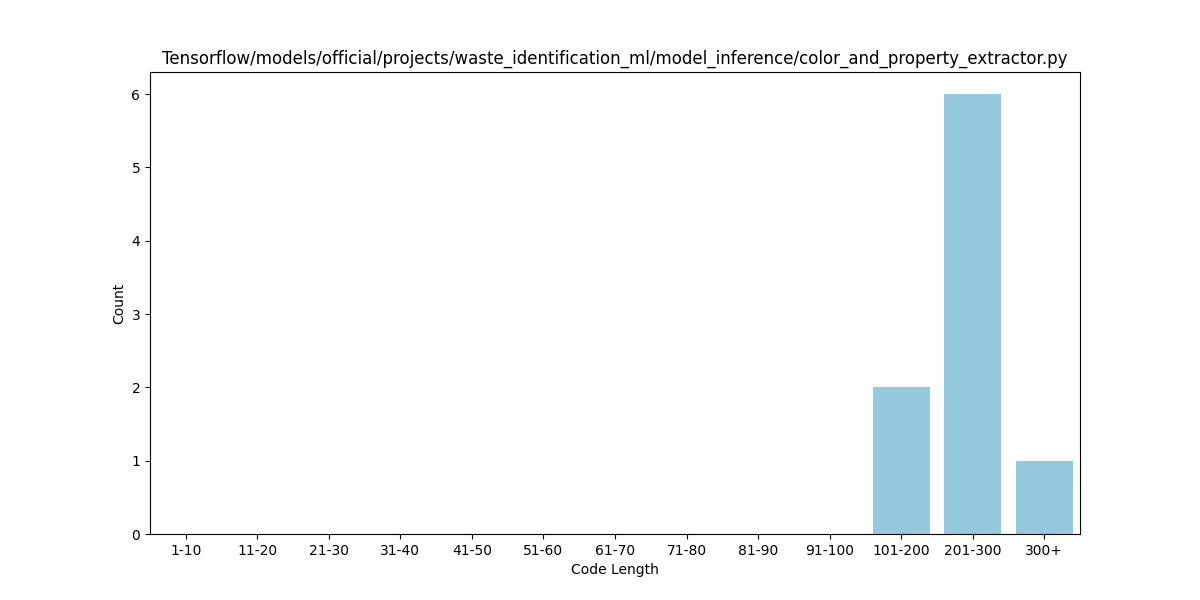 Tensorflow/models/official/projects/waste_identification_ml/model_inference/color_and_property_extractor.py
6
5
4
3
2
1
0
Count
1-10 11-20 21-30 31-40 41-50 51-60 61-70 71-80 81-90 91-100 101-200 201-300 300+
Code Length